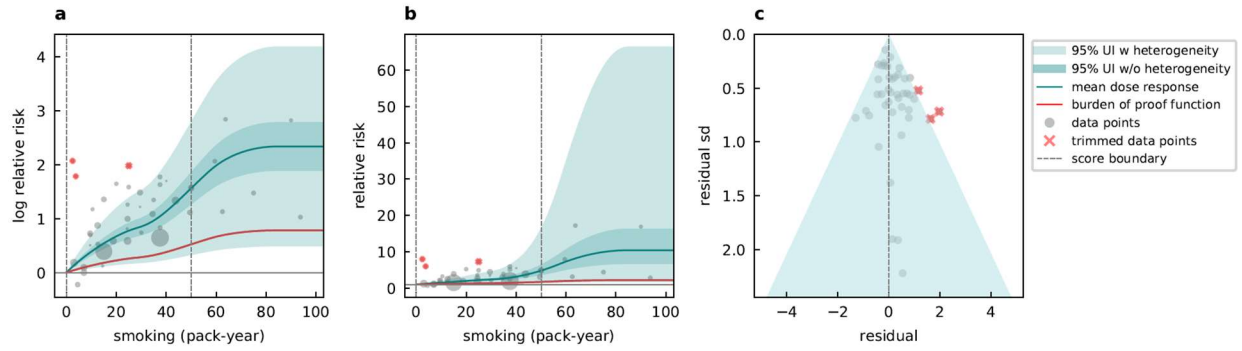 a
4
3
2
1
0
log relative risk
0 20 40 60 80 100
smoking (pack-year)
b
60
50
40
30
20
10
0
relative risk
0 20 40 60 80 100
smoking (pack-year)
c
0.0
0.5
1.0
1.5
2.0
residual sd
−4 −2 0 2 4
residual
95% UI w heterogeneity
95% UI w/o heterogeneity
mean dose response
burden of proof function
data points
trimmed data points
score boundary